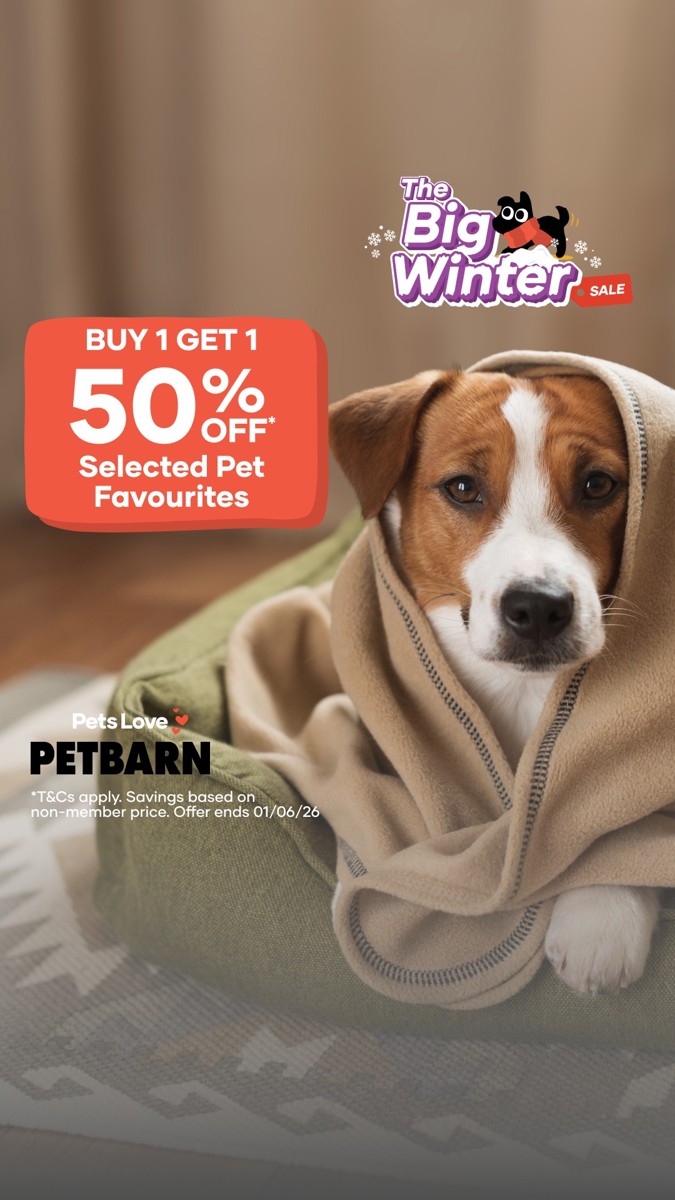 The
Big
Winter
SALE
BUY 1 GET 1
50%
OFF*
Selected Pet
Favourites
Pets Love
PETBARN
*T&Cs apply. Savings based on
non-member price. Offer ends 01/06/26